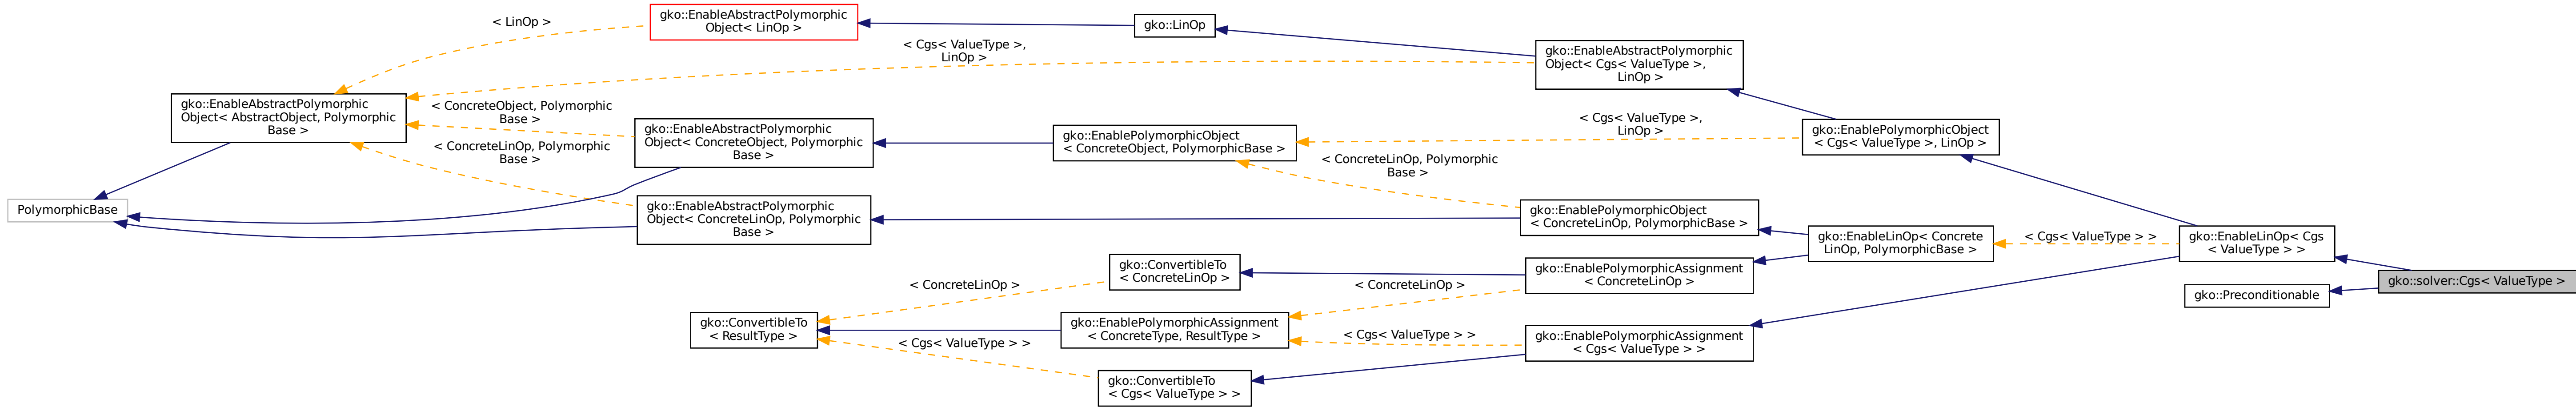 gko::EnableAbstractPolymorphic
Object< LinOp >
< LinOp >
gko::LinOp
< Cgs< ValueType >,
LinOp >
gko::EnableAbstractPolymorphic
Object< Cgs< ValueType >,
LinOp >
gko::EnableAbstractPolymorphic
Object< AbstractObject, Polymorphic
Base >
< ConcreteObject, Polymorphic
Base >
gko::EnableAbstractPolymorphic
Object< ConcreteObject, Polymorphic
Base >
gko::EnablePolymorphicObject
< ConcreteObject, PolymorphicBase >
< Cgs< ValueType >,
LinOp >
gko::EnablePolymorphicObject
< Cgs< ValueType >, LinOp >
< ConcreteLinOp, Polymorphic
Base >
< ConcreteLinOp, Polymorphic
Base >
PolymorphicBase
gko::EnableAbstractPolymorphic
Object< ConcreteLinOp, Polymorphic
Base >
gko::EnablePolymorphicObject
< ConcreteLinOp, PolymorphicBase >
gko::EnableLinOp< Concrete
LinOp, PolymorphicBase >
< Cgs< ValueType > >
gko::EnableLinOp< Cgs
< ValueType > >
gko::ConvertibleTo
< ConcreteLinOp >
gko::EnablePolymorphicAssignment
< ConcreteLinOp >
gko::solver::Cgs< ValueType >
< ConcreteLinOp >
< ConcreteLinOp >
gko::Preconditionable
gko::ConvertibleTo
< ResultType >
gko::EnablePolymorphicAssignment
< ConcreteType, ResultType >
< Cgs< ValueType > >
gko::EnablePolymorphicAssignment
< Cgs< ValueType > >
< Cgs< ValueType > >
gko::ConvertibleTo
< Cgs< ValueType > >